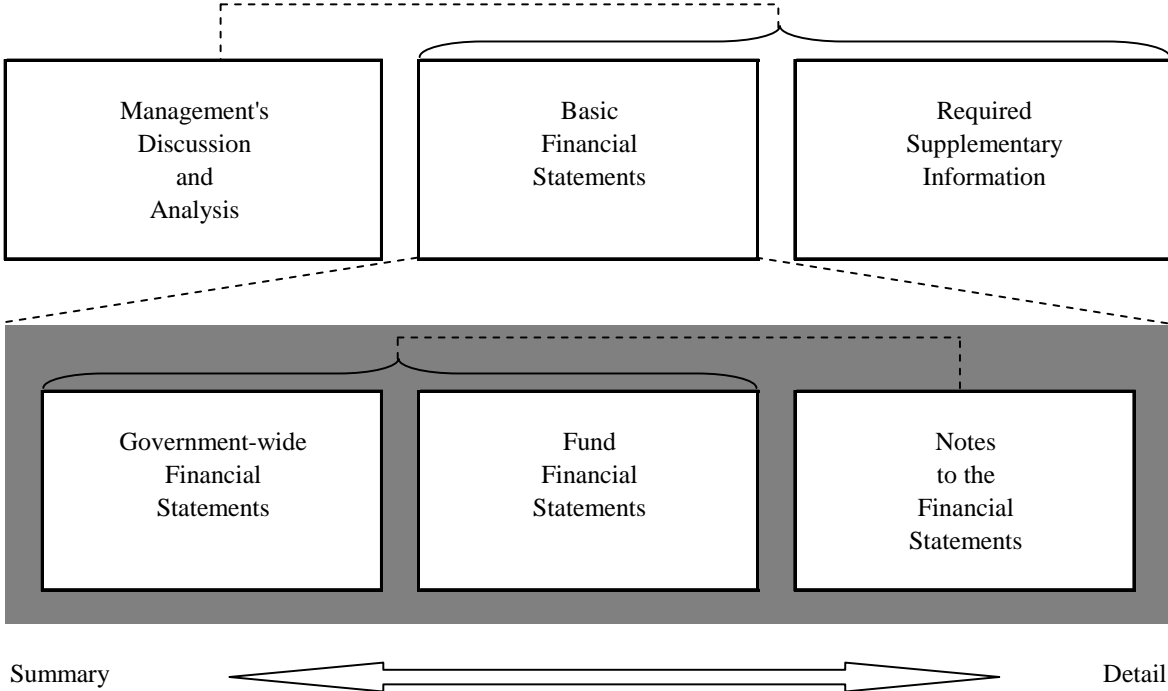 Management's
Discussion
and
Analysis
Basic
Financial
Statements
Required
Supplementary
Information
Government-wide
Financial
Statements
Fund
Financial
Statements
Notes
to the
Financial
Statements
Summary
Detail